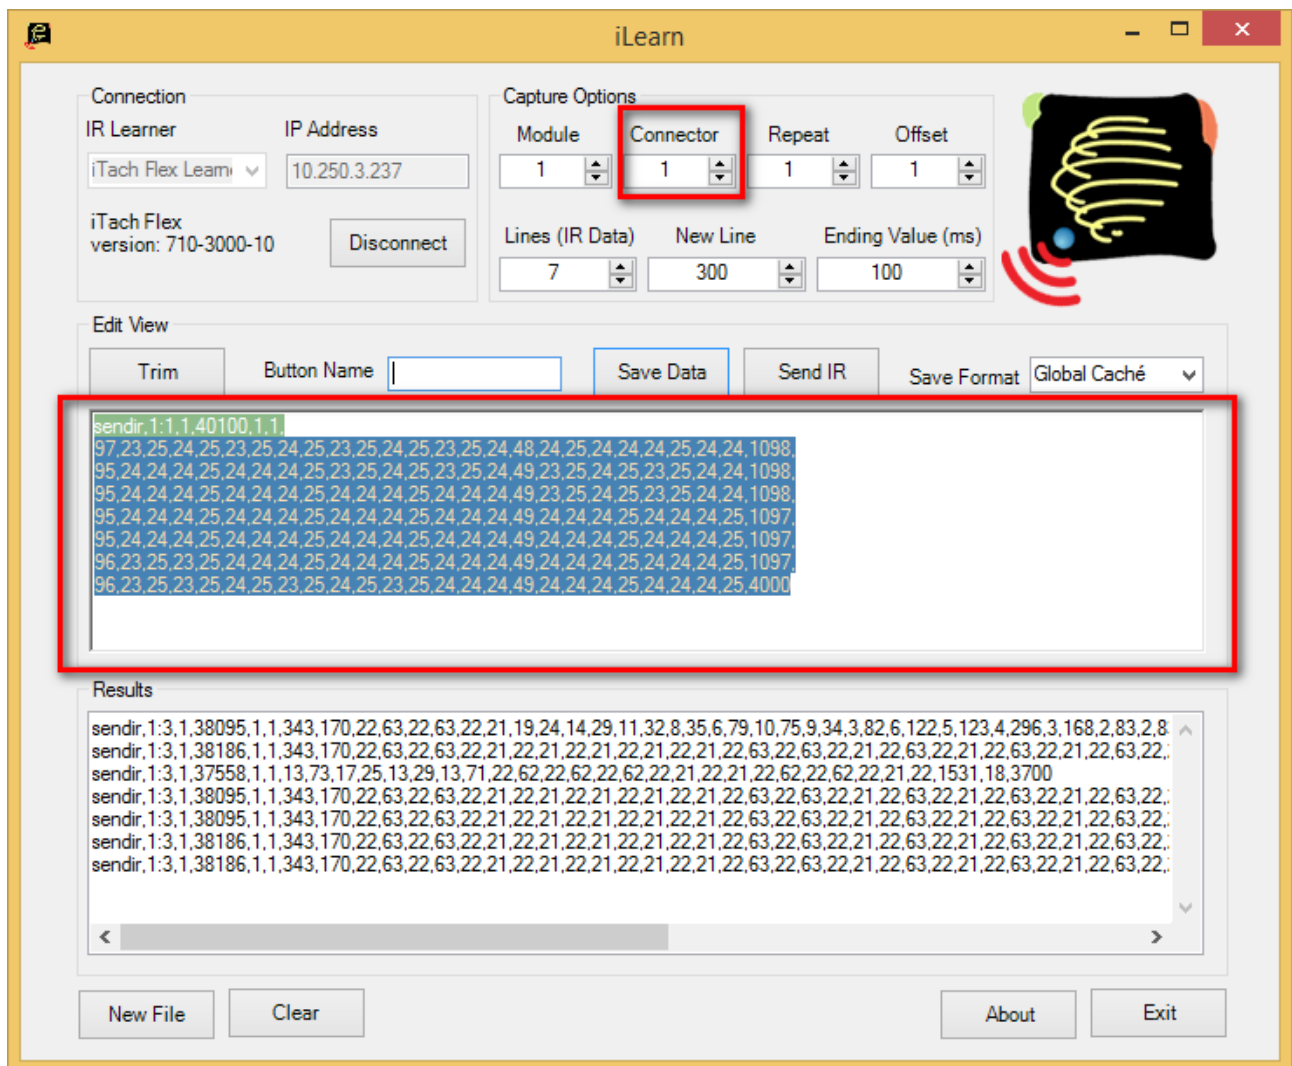 iLearn
Connection
IR Learner IP Address
iTach Flex Learn 10.250.3.237
iTach Flex
version: 710-3000-10
Disconnect
Capture Options
Module Connector Repeat Offset
1 1 1 1
Lines (IR Data) New Line Ending Value (ms)
7 300 100
Edit View
Trim Button Name Save Data Send IR Save Format Global Caché
sendir,1:1,1,40100,1,1,
97,23,25,24,25,23,25,24,25,23,25,24,25,23,25,24,48,24,25,24,24,24,25,24,24,1098,
95,24,24,24,25,24,24,24,25,23,25,24,25,23,25,24,49,23,25,24,25,23,25,24,24,1098,
95,24,24,24,25,24,24,24,25,24,24,24,25,24,24,24,49,23,25,24,25,23,25,24,24,1098,
95,24,24,24,25,24,24,24,25,24,24,24,25,24,24,24,49,24,24,24,25,24,24,25,1097,
95,24,24,24,25,24,24,24,25,24,24,24,25,24,24,24,49,24,24,24,25,24,24,25,1097,
96,23,25,23,25,24,24,24,25,24,24,24,25,24,24,24,49,24,24,24,25,24,24,25,1097,
96,23,25,23,25,24,25,23,25,24,25,23,25,24,24,24,49,24,24,24,25,24,24,24,25,4000
Results
sendir,1:3,1,38095,1,1,343,170,22,63,22,63,22,21,19,24,14,29,11,32,8,35,6,79,10,75,9,34,3,82,6,122,5,123,4,296,3,168,2,83,2,8
sendir,1:3,1,38186,1,1,343,170,22,63,22,63,22,21,22,21,22,21,22,21,22,21,22,63,22,63,22,21,22,63,22,21,22,63,22,21,22,63,22,
sendir,1:3,1,37558,1,1,13,73,17,25,13,29,13,71,22,62,22,62,22,62,22,21,22,21,22,62,22,62,22,21,22,1531,18,3700
sendir,1:3,1,38095,1,1,343,170,22,63,22,63,22,21,22,21,22,21,22,21,22,21,22,63,22,63,22,21,22,63,22,21,22,63,22,21,22,63,22,
sendir,1:3,1,38095,1,1,343,170,22,63,22,63,22,21,22,21,22,21,22,21,22,21,22,63,22,63,22,21,22,63,22,21,22,63,22,21,22,63,22,
sendir,1:3,1,38186,1,1,343,170,22,63,22,63,22,21,22,21,22,21,22,21,22,21,22,63,22,63,22,21,22,63,22,21,22,63,22,21,22,63,22,
sendir,1:3,1,38186,1,1,343,170,22,63,22,63,22,21,22,21,22,21,22,21,22,21,22,63,22,63,22,21,22,63,22,21,22,63,22,21,22,63,22,
New File Clear About Exit